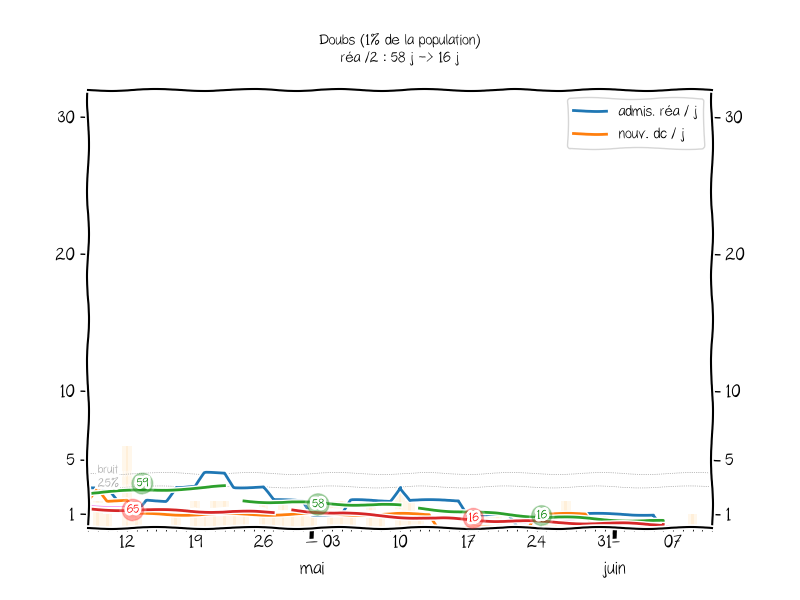 Doubs (1% de la population)
réa /2 : 58 j -> 16 j
admis. réa / j
nouv. dc / j
30
30
20
20
10
10
5
5
1
1
bruit
25%
59
66
58
16
16
12 19 26 03 10 17 24 31 07
mai juin